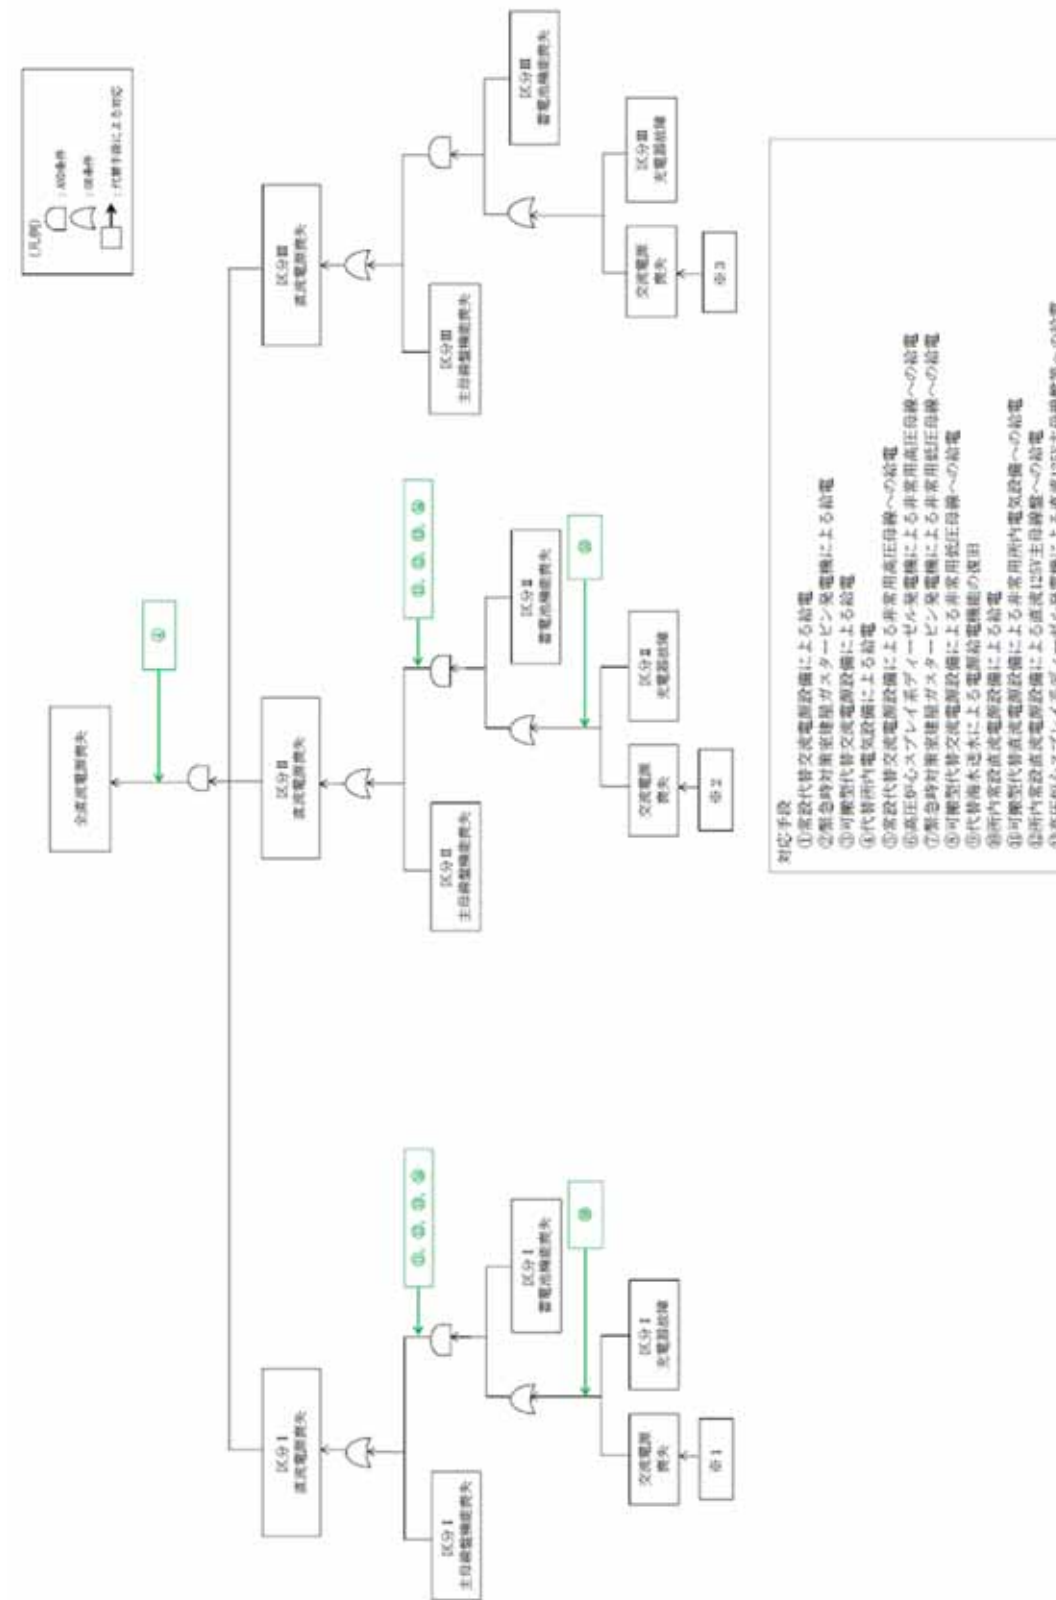 (凡例)
：AND条件
：OR条件
：代替手段による対応
全直流電源喪失
④
区分Ⅰ
直流電源喪失
区分Ⅱ
直流電源喪失
区分Ⅲ
直流電源喪失
区分Ⅰ
主母線盤機能喪失
区分Ⅱ
主母線盤機能喪失
区分Ⅲ
主母線盤機能喪失
区分Ⅰ
蓄電池機能喪失
区分Ⅱ
蓄電池機能喪失
区分Ⅲ
蓄電池機能喪失
交流電源
喪失
区分Ⅰ
充電器故障
交流電源
喪失
区分Ⅱ
充電器故障
交流電源
喪失
区分Ⅲ
充電器故障
※1
※2
※3
対応手段
①常設代替交流電源設備による給電
②緊急時対策室建屋ガスタービン発電機による給電
③可搬型代替交流電源設備による給電
④代替所内電気設備による給電
⑤常設代替交流電源設備による非常用高圧母線への給電
⑥高圧炉心スプレイ系ディーゼル発電機による非常用高圧母線への給電
⑦緊急時対策室建屋ガスタービン発電機による非常用低圧母線への給電
⑧可搬型代替交流電源設備による非常用低圧母線への給電
⑨代替海水送水による電源給電機能の復旧
⑩所内常設直流電源設備による給電
⑪可搬型代替直流電源設備による非常用所内電気設備への給電
⑫所内常設直流電源設備による直流125V主母線盤への給電